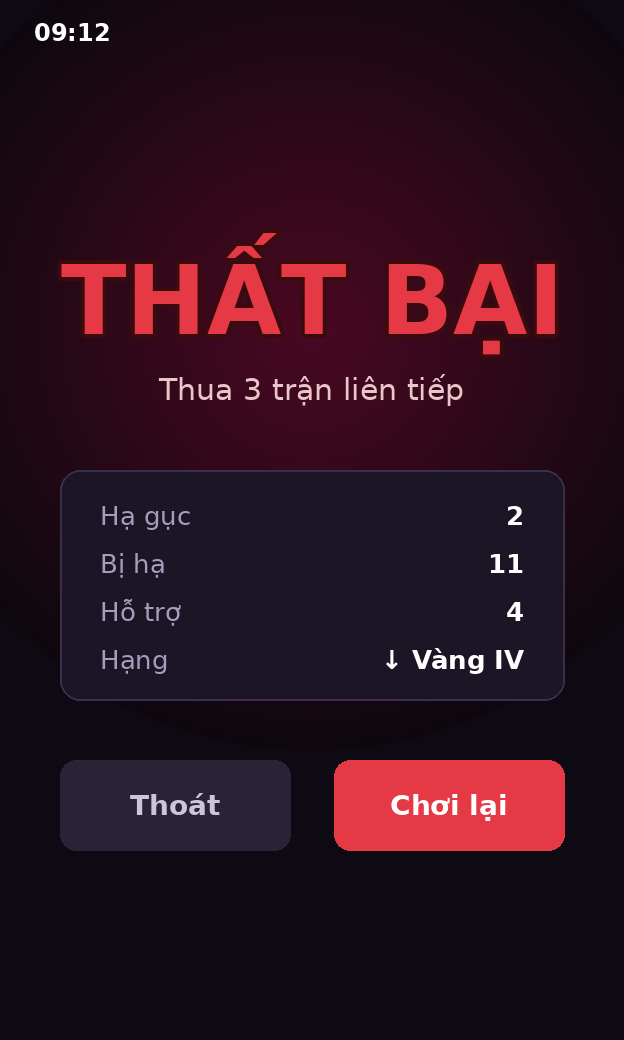 09:12
THẤT BẠI
Thua 3 trận liên tiếp
Hạ gục 2
Bị hạ 11
Hỗ trợ 4
Hạng ↓ Vàng IV
Thoát Chơi lại